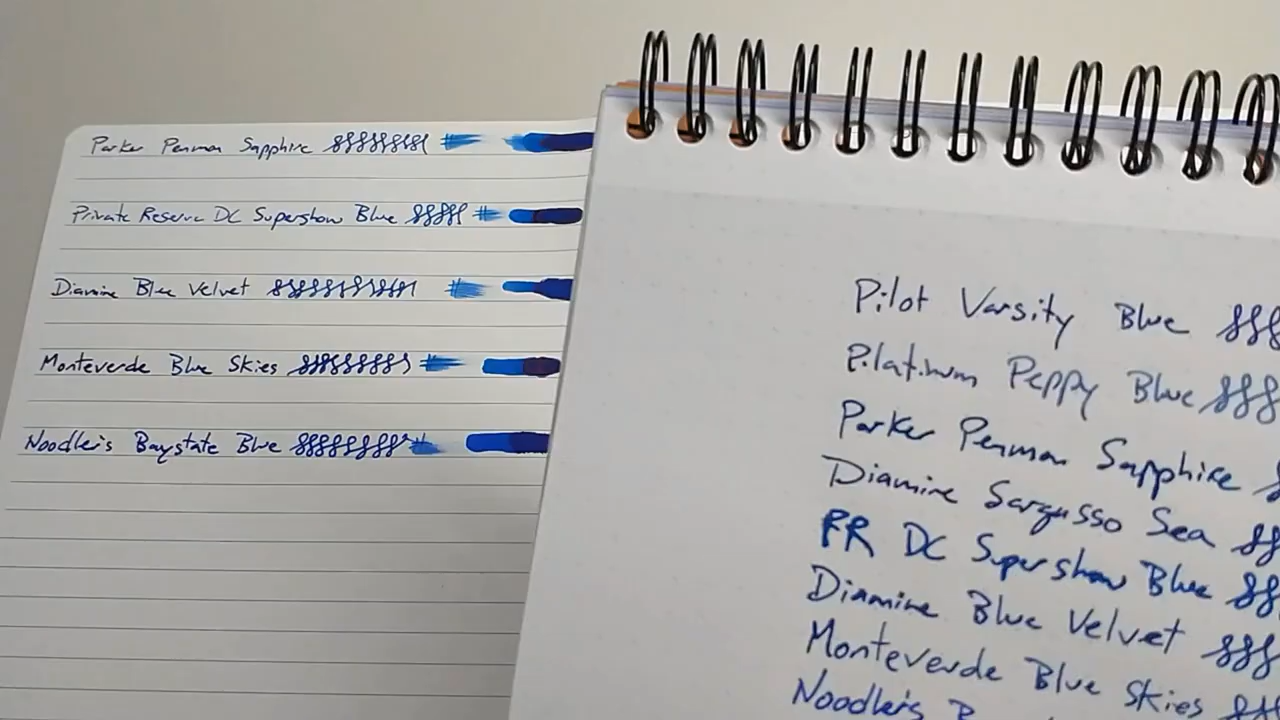 Parker Penman Sapphire
Private Reserve DC Supershow Blue
Diamine Blue Velvet
Monteverde Blue Skies
Noodler's Baystate Blue
Pilot Varsity Blue
Platinum Peppy Blue
Parker Penman Sapphire
Diamine Sargasso Sea
PR DC Supershow Blue
Diamine Blue Velvet
Monteverde Blue Skies
Noodler's